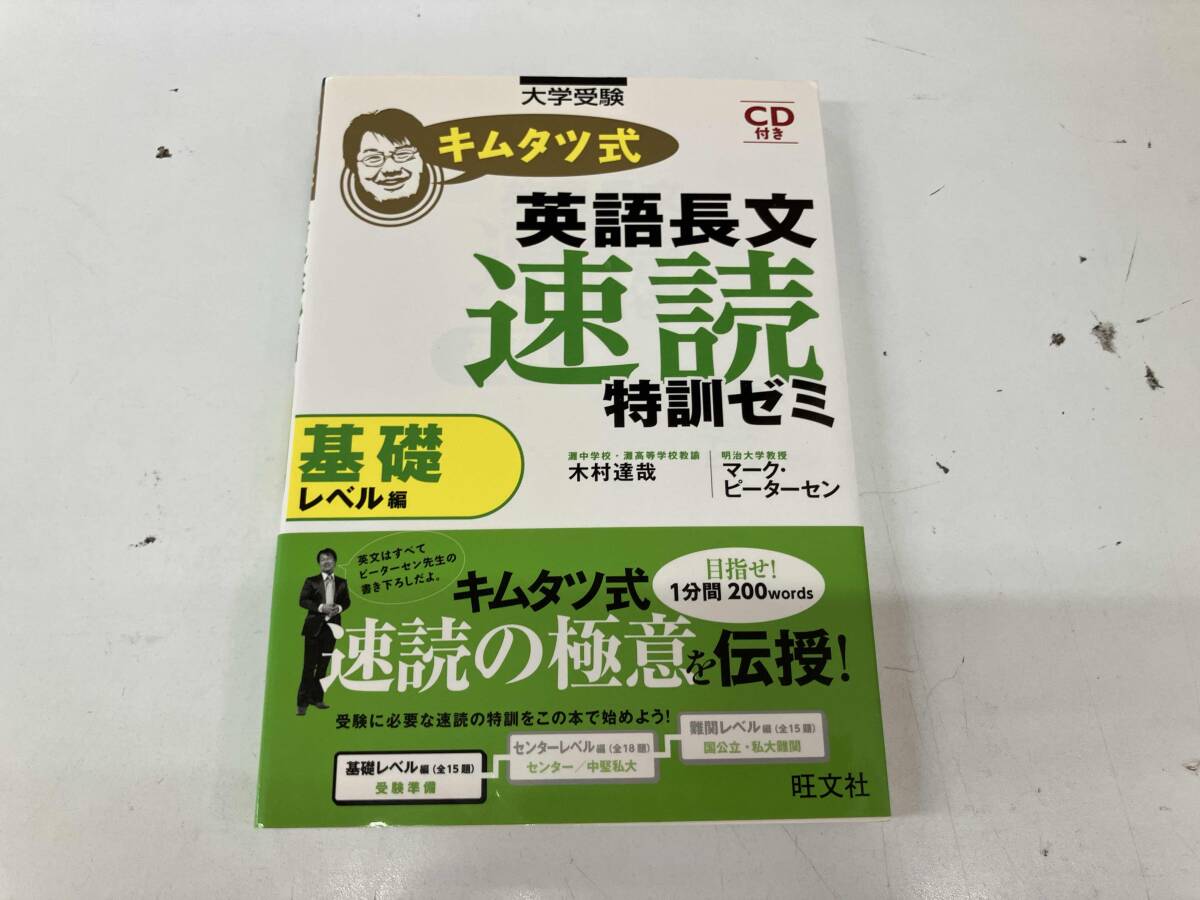 大学受験
CD
付き
キムタツ式
英語長文
速読
特訓ゼミ
基礎
レベル編
灘中学校・灘高等学校教諭
木村達哉
明治大学教授
マーク・
ピーターセン
英文はすべて
ピーターセン先生の
書き下ろしだよ。
目指せ！
1分間 200words
キムタツ式
速読の極意を伝授！
受験に必要な速読の特訓をこの本で始めよう！
基礎レベル編（全15題）
受験準備
センターレベル編（全18題）
センター／中堅私大
難関レベル編（全15題）
国公立・私大難関
旺文社